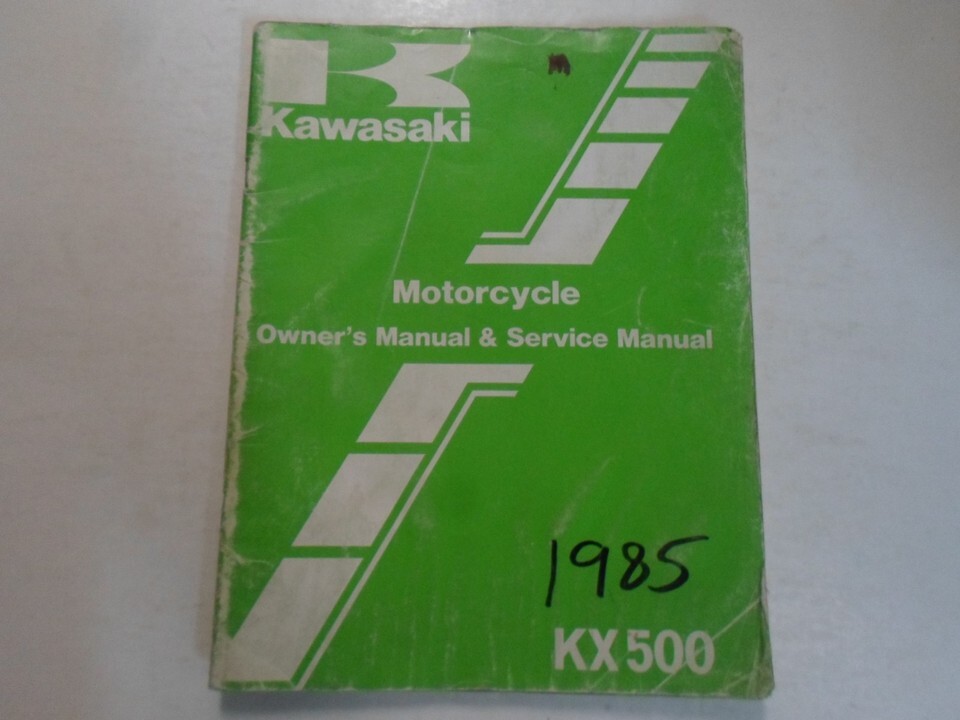 Kawasaki
Motorcycle
Owner's Manual & Service Manual
1985
KX500